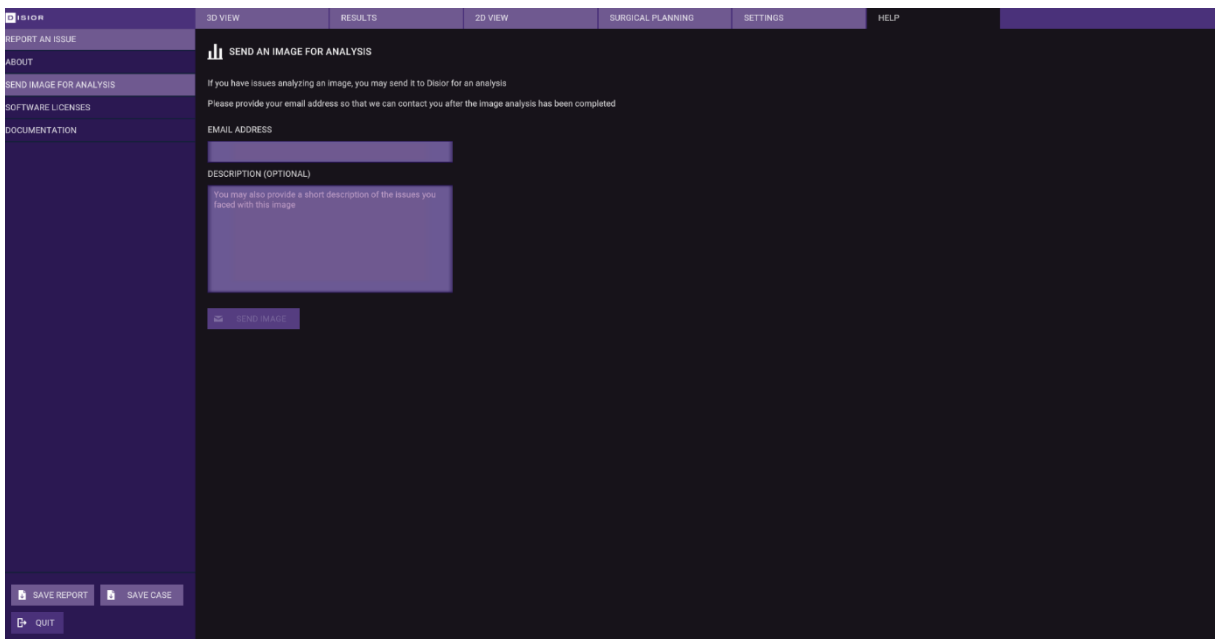 DISIOR
3D VIEW
RESULTS
2D VIEW
SURGICAL PLANNING
SETTINGS
HELP
REPORT AN ISSUE
ABOUT
SEND IMAGE FOR ANALYSIS
SOFTWARE LICENSES
DOCUMENTATION
SEND AN IMAGE FOR ANALYSIS
If you have issues analyzing an image, you may send it to Disior for an analysis
Please provide your email address so that we can contact you after the image analysis has been completed
EMAIL ADDRESS
DESCRIPTION (OPTIONAL)
You may also provide a short description of the issues you
faced with this image
SEND IMAGE
SAVE REPORT
SAVE CASE
QUIT